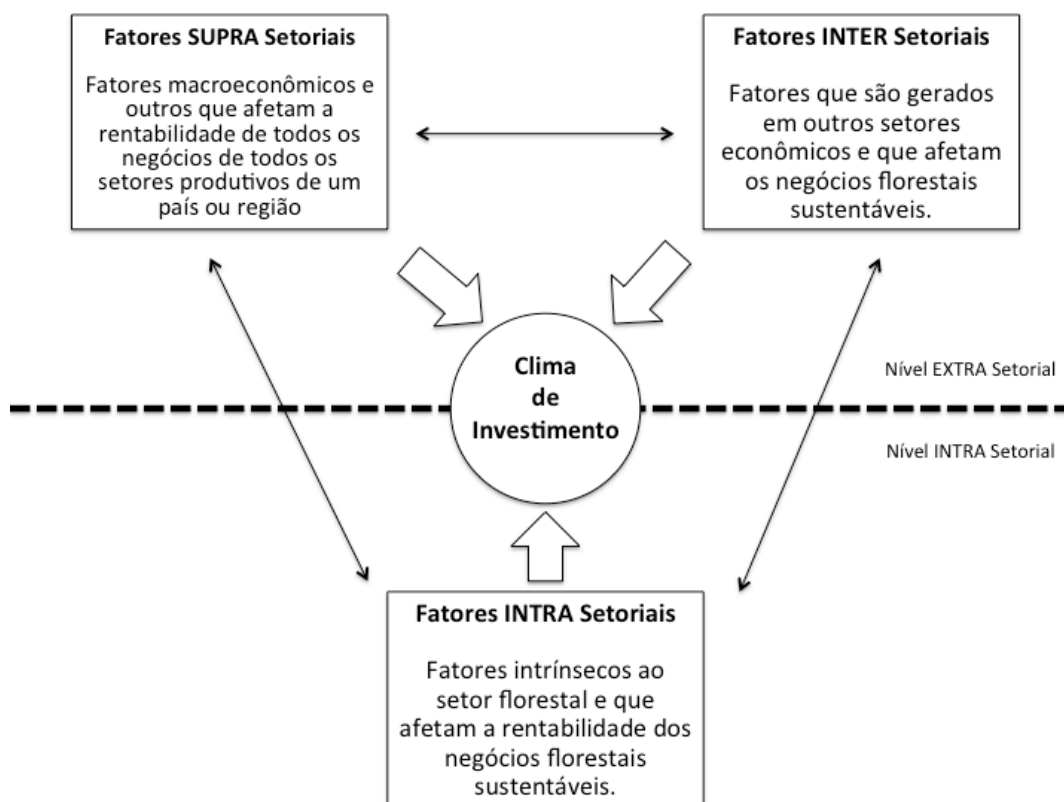 Fatores SUPRA Setoriais
Fatores macroeconômicos e
outros que afetam a
rentabilidade de todos os
negócios de todos os
setores produtivos de um
país ou região
Fatores INTER Setoriais
Fatores que são gerados
em outros setores
econômicos e que afetam
os negócios florestais
sustentáveis.
Clima
de
Investimento
Nível EXTRA Setorial
Nível INTRA Setorial
Fatores INTRA Setoriais
Fatores intrínsecos ao
setor florestal e que
afetam a rentabilidade dos
negócios florestais
sustentáveis.